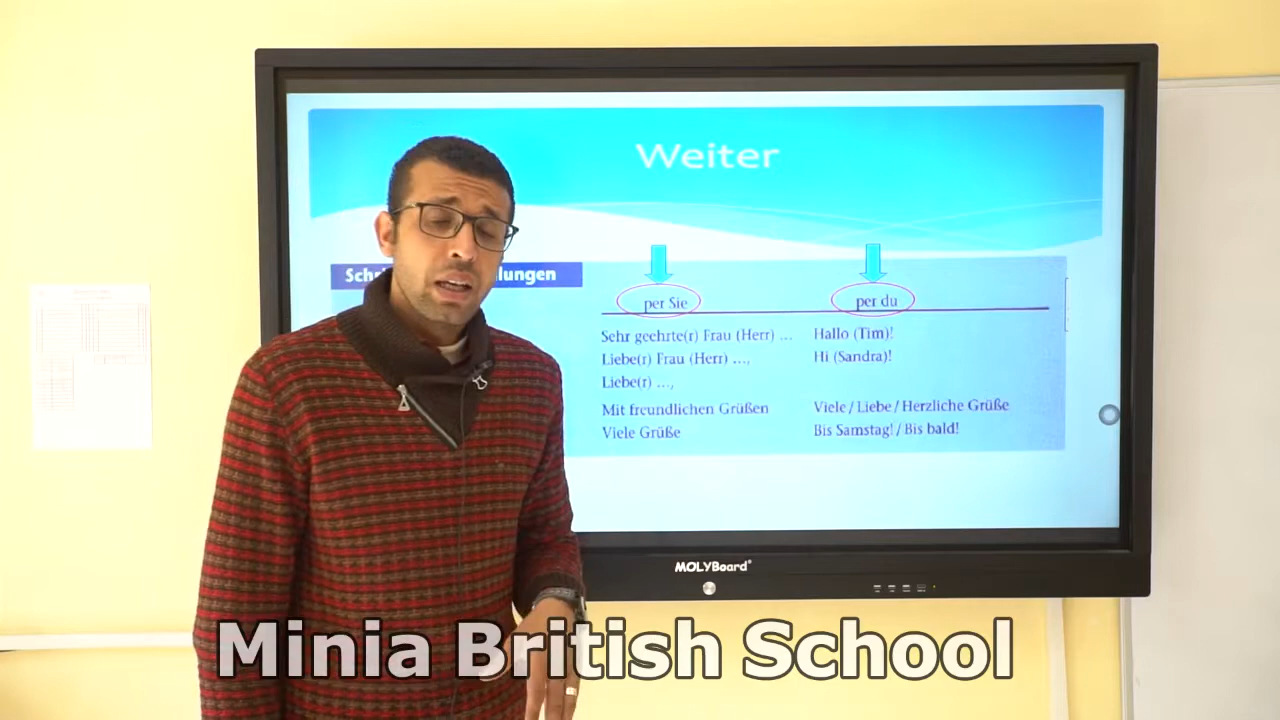 Weiter
lungen
per Sie
per du
Sehr geehrte(r) Frau (Herr) ...
Hallo (Tim)!
Liebe(r) Frau (Herr) ...,
Hi (Sandra)!
Liebe(r) ...,
Mit freundlichen Grüßen
Viele / Liebe / Herzliche Grüße
Viele Grüße
Bis Samstag! / Bis bald!
MOLYBoard
Minia British School